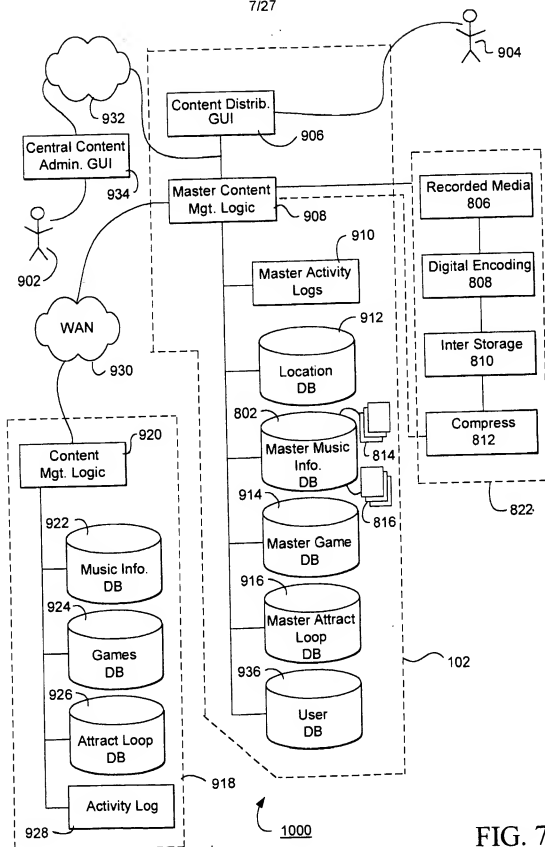 7/27
904
932
Content Distrib.
GUI
906
Central Content
Admin. GUI
934
902
Master Content
Mgt. Logic
908
Recorded Media
806
Digital Encoding
808
Inter Storage
810
Compress
812
822
910
Master Activity
Logs
WAN
930
912
Location
DB
802
Master Music
Info.
DB
814
816
914
Master Game
DB
916
Master Attract
Loop
DB
936
User
DB
102
Content
Mgt. Logic
920
922
Music Info.
DB
924
Games
DB
926
Attract Loop
DB
918
Activity Log
928
1000
FIG. 7